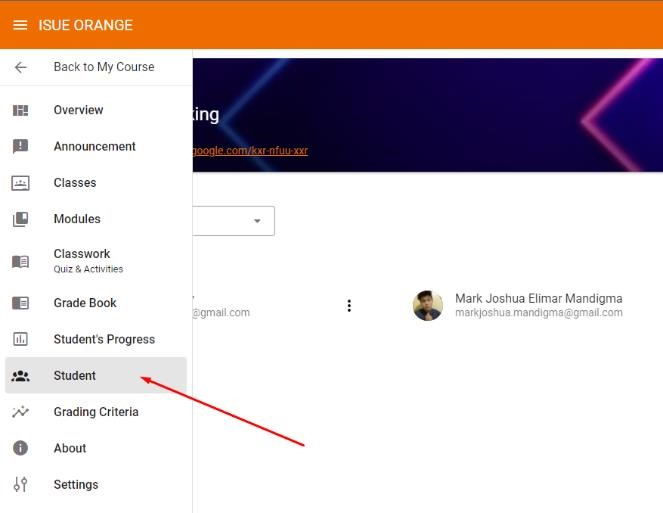 ISUE ORANGE
Back to My Course
Overview
Announcement
Classes
Modules
Classwork
Quiz & Activities
Grade Book
Student's Progress
Student
Grading Criteria
About
Settings
king
google.com/kxr-nfuu-xxr
@gmail.com
Mark Joshua Elimar Mandigma
markjoshua.mandigma@gmail.com